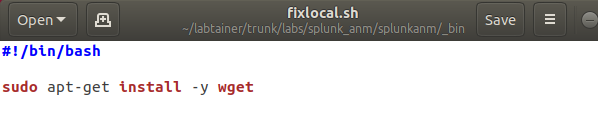 fixlocal.sh
Open
~/labtainer/trunk/labs/splunk_anm/splunkanm/_bin
Save
#!/bin/bash
sudo apt-get install -y wget